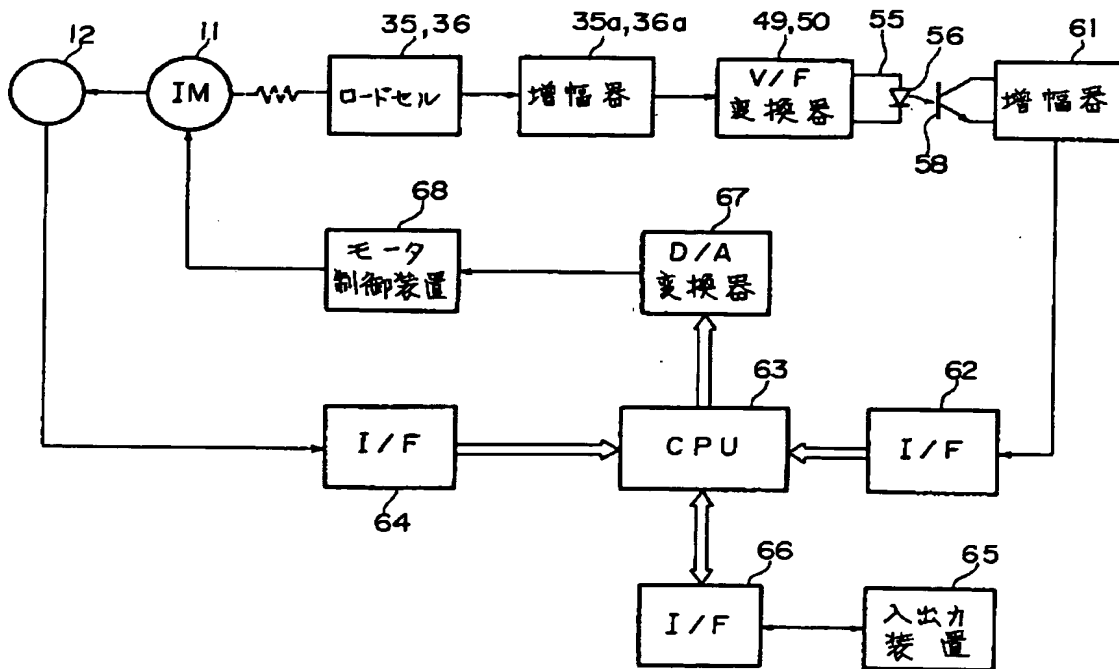 12
11
35,36
35a,36a
49,50
55
56
61
IM
ロードセル
増幅器
V/F
変換器
増幅器
58
68
67
モータ
制御装置
D/A
変換器
63
62
I/F
CPU
I/F
64
66
65
I/F
入出力
装置